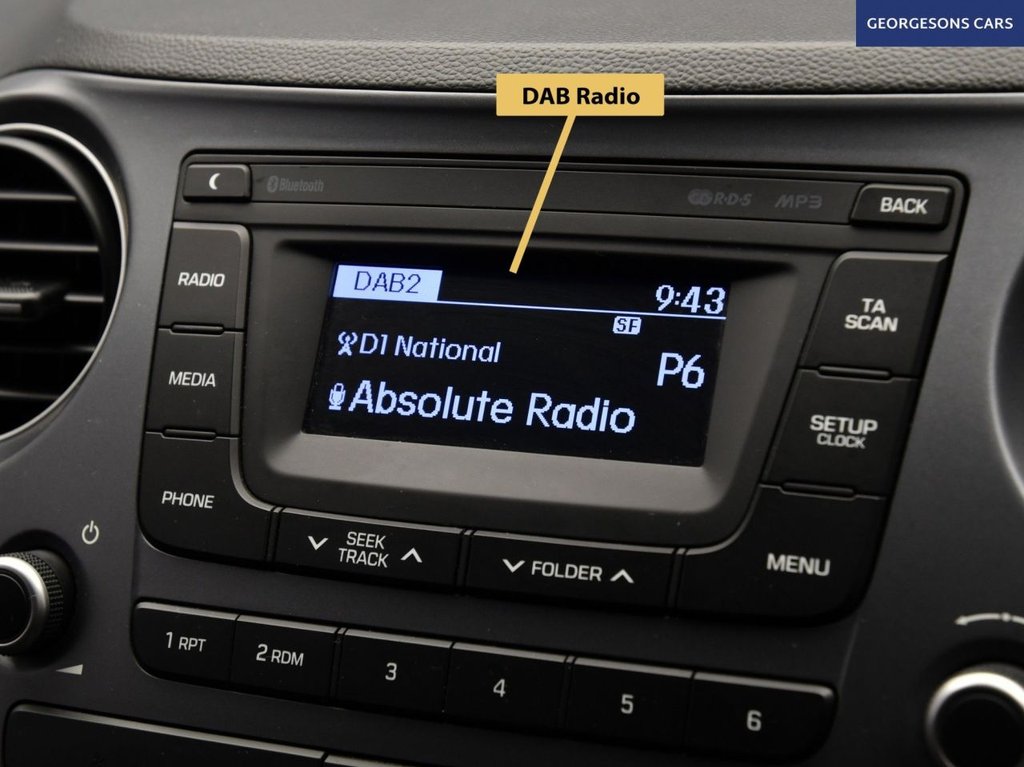 GEORGESONS CARS
DAB Radio
Bluetooth
R·D·S
MP3
BACK
RADIO
DAB2
9:43
TA
SCAN
SF
D1 National
P6
MEDIA
Absolute Radio
SETUP
CLOCK
PHONE
SEEK
TRACK
FOLDER
MENU
1 RPT
2 RDM
3
4
5
6